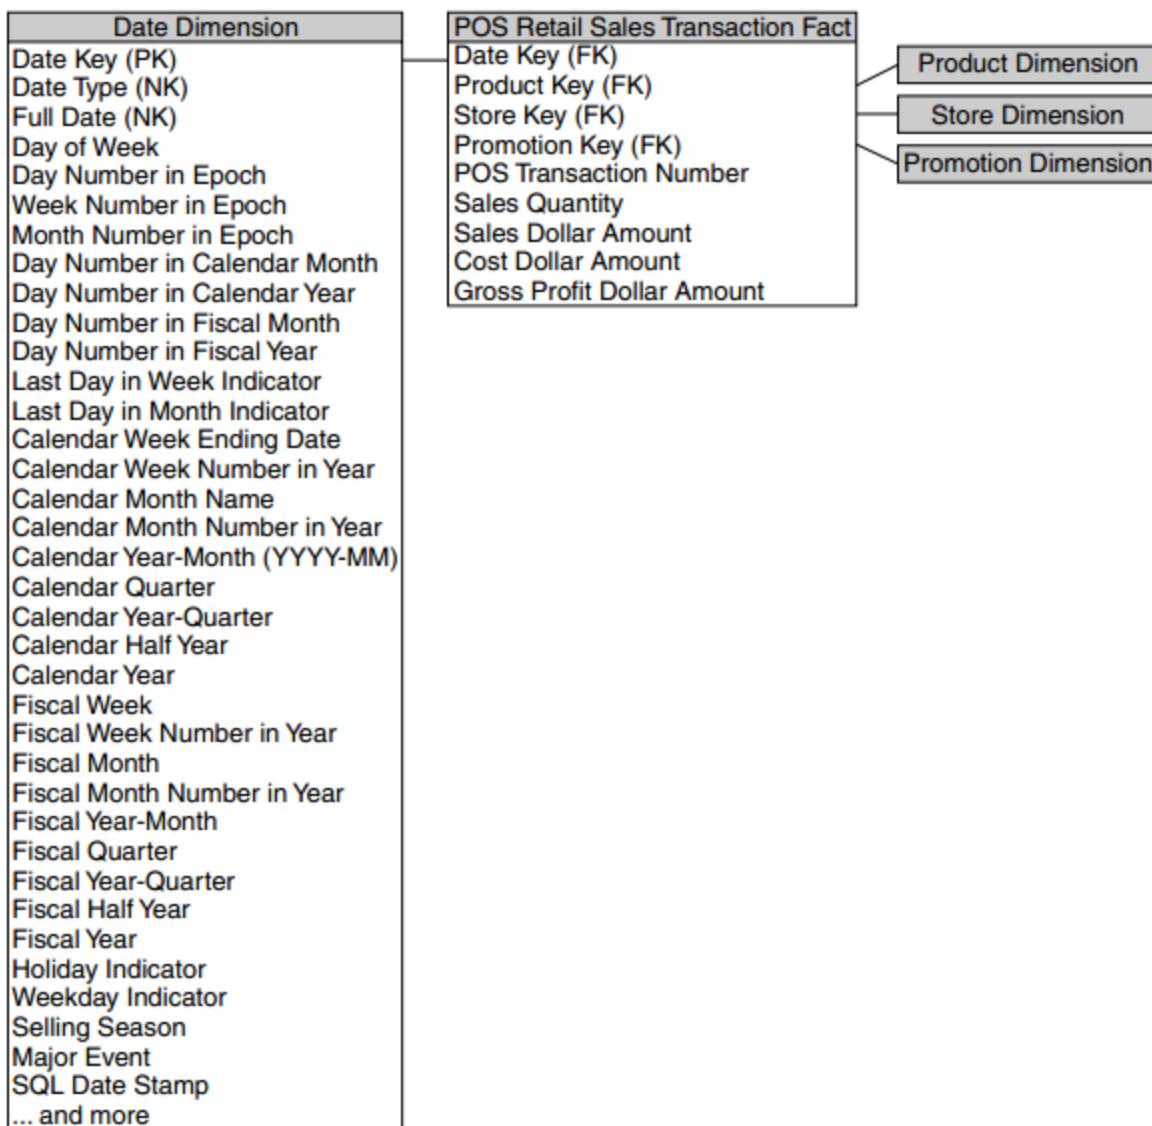 Date Dimension
Date Key (PK)
Date Type (NK)
Full Date (NK)
Day of Week
Day Number in Epoch
Week Number in Epoch
Month Number in Epoch
Day Number in Calendar Month
Day Number in Calendar Year
Day Number in Fiscal Month
Day Number in Fiscal Year
Last Day in Week Indicator
Last Day in Month Indicator
Calendar Week Ending Date
Calendar Week Number in Year
Calendar Month Name
Calendar Month Number in Year
Calendar Year-Month (YYYY-MM)
Calendar Quarter
Calendar Year-Quarter
Calendar Half Year
Calendar Year
Fiscal Week
Fiscal Week Number in Year
Fiscal Month
Fiscal Month Number in Year
Fiscal Year-Month
Fiscal Quarter
Fiscal Year-Quarter
Fiscal Half Year
Fiscal Year
Holiday Indicator
Weekday Indicator
Selling Season
Major Event
SQL Date Stamp
... and more
POS Retail Sales Transaction Fact
Date Key (FK)
Product Key (FK)
Store Key (FK)
Promotion Key (FK)
POS Transaction Number
Sales Quantity
Sales Dollar Amount
Cost Dollar Amount
Gross Profit Dollar Amount
Product Dimension
Store Dimension
Promotion Dimension